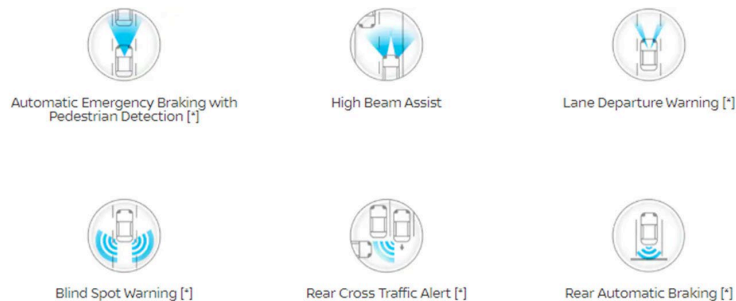 Automatic Emergency Braking with
Pedestrian Detection [*]
High Beam Assist
Lane Departure Warning [*]
Blind Spot Warning [*]
Rear Cross Traffic Alert [*]
Rear Automatic Braking [*]